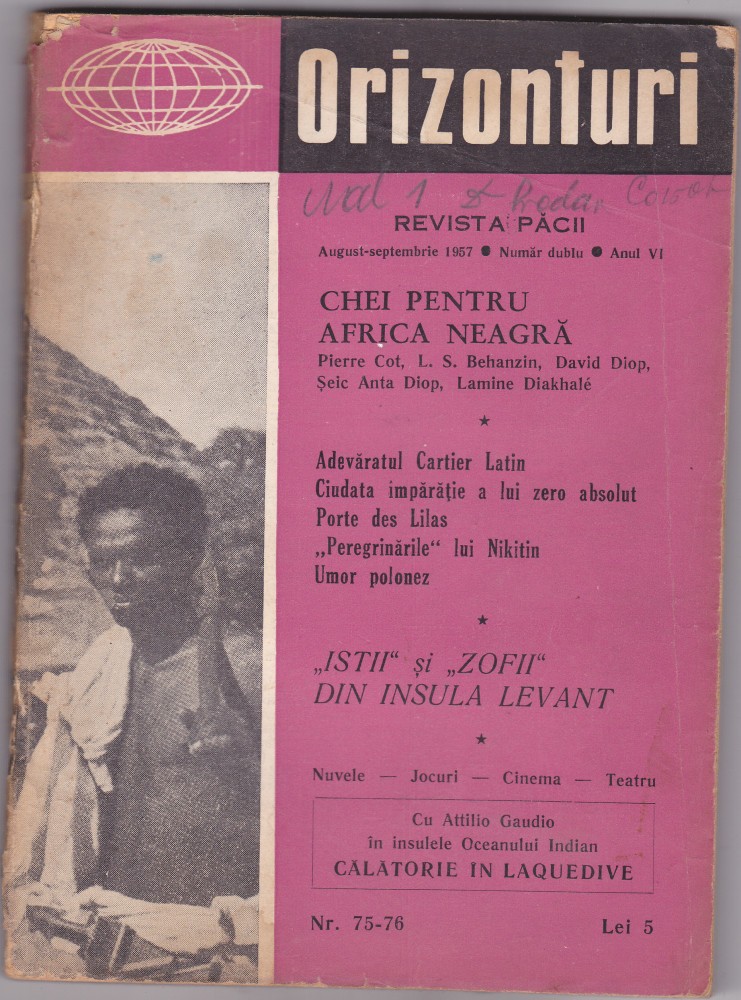 Orizonturi
REVISTA PĂCII
August-septembrie 1957 ● Număr dublu ● Anul VI
CHEI PENTRU
AFRICA NEAGRĂ
Pierre Cot, L. S. Behanzin, David Diop,
Șeic Anta Diop, Lamine Diakhalé
★
Adevăratul Cartier Latin
Ciudata împărăție a lui zero absolut
Porte des Lilas
„Peregrinările“ lui Nikitin
Umor polonez
★
„ISTII“ și „ZOFII“
DIN INSULA LEVANT
★
Nuvele — Jocuri — Cinema — Teatru
Cu Attilio Gaudio
în insulele Oceanului Indian
CĂLĂTORIE ÎN LAQUEDIVE
Nr. 75-76 Lei 5